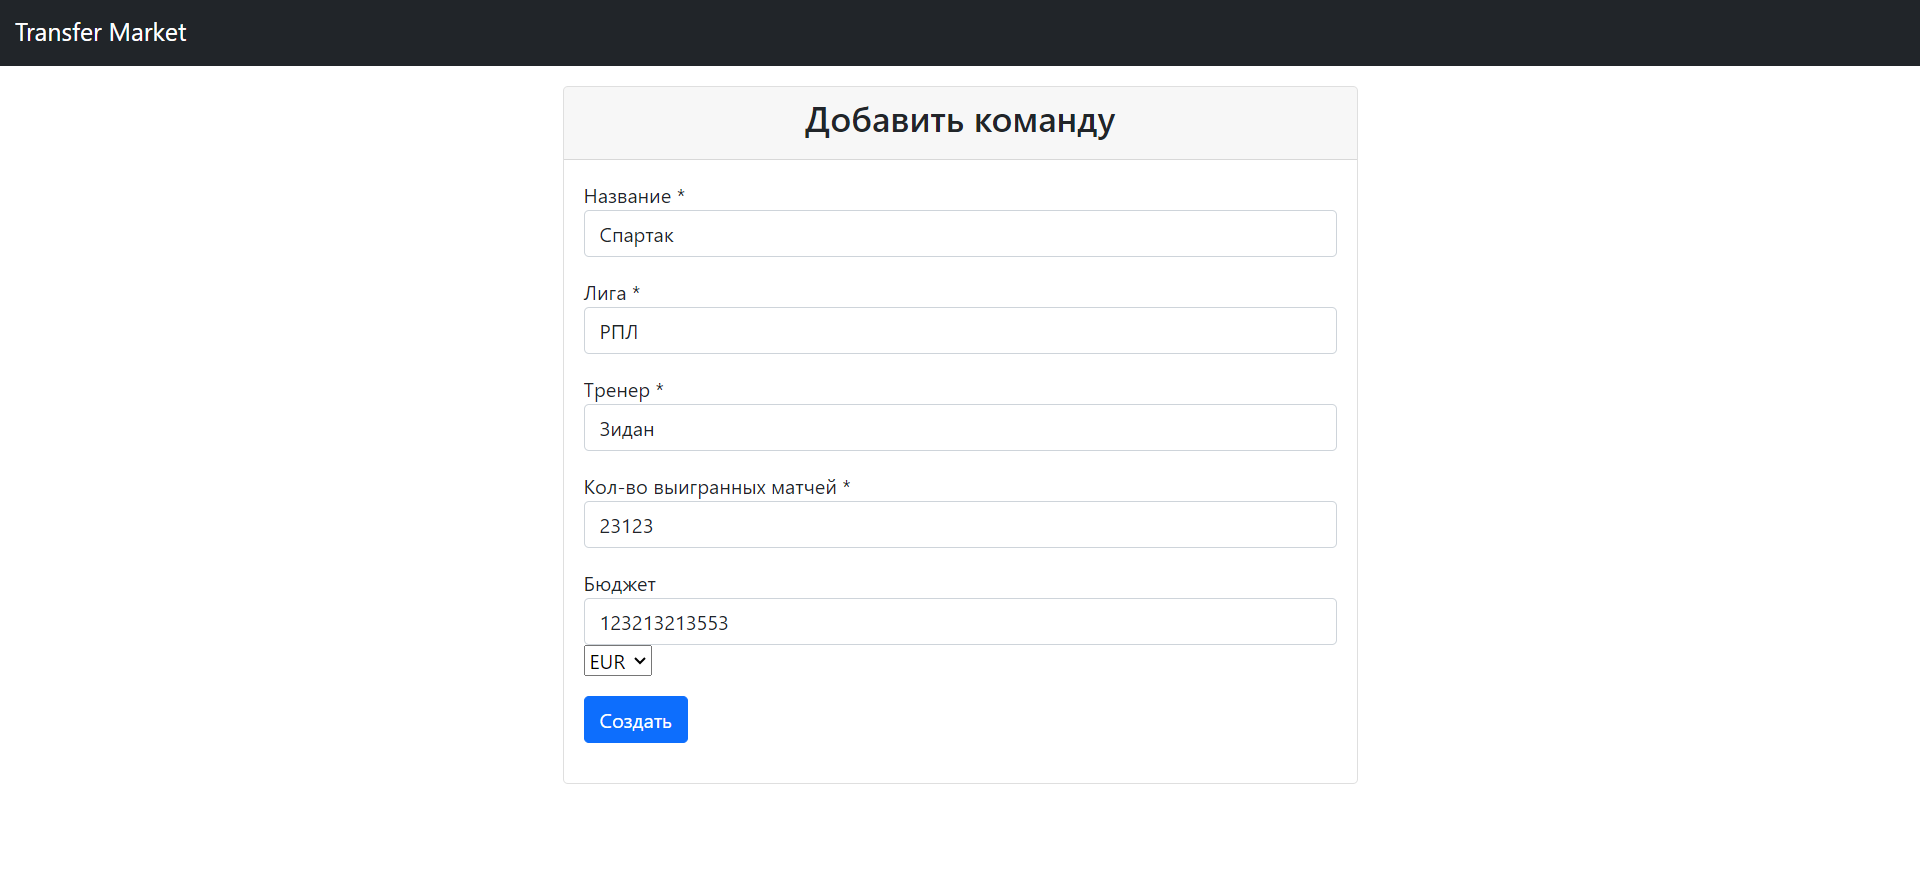 Transfer Market
Добавить команду
Название *
Спартак
Лига *
РПЛ
Тренер *
Зидан
Кол-во выигранных матчей *
23123
Бюджет
123213213553
EUR
Создать